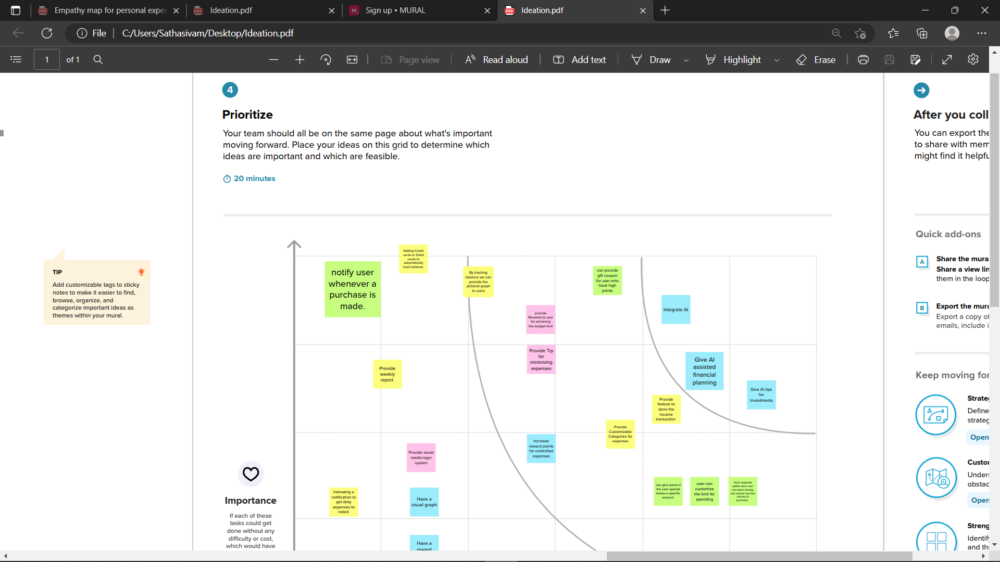 Empathy map for personal exper
Ideation.pdf
Sign up • MURAL
Ideation.pdf
File
C:/Users/Sathasivam/Desktop/Ideation.pdf
1
of 1
Page view
Read aloud
Add text
Draw
Highlight
Erase
ll
TIP
Add customizable tags to sticky
notes to make it easier to find,
browse, organize, and
categorize important ideas as
themes within your mural.
4
Prioritize
Your team should all be on the same page about what's important
moving forward. Place your ideas on this grid to determine which
ideas are important and which are feasible.
20 minutes
Importance
If each of these
tasks could get
done without any
difficulty or cost,
which would have
notify user
whenever a
purchase is
made.
Adding Credit
cards or Debit
cards to
automatically
track balance.
By tracking
balance we can
provide the
pictorial graph
to users
can provide
gift coupon
for user who
have high
points
provide
Rewards to user
for achieving
the budget limit
Integrate AI
Provide Tip
for
minimizing
expenses
Provide
weekly
report.
Give AI
assisted
financial
planning
Give AI tips
for
investments
Provide
feature to
store the
Income
transaction
Provide
Customizable
Categories for
expenses
Increase
reward points
for controlled
expenses
Provide social
media login
system
Intimating a
notification to
get daily
expenses to
noted.
Have a
visual graph
can give points if
the user spends
below a specific
amount
user can
customize
the limit for
spending
have separate
wallet were user
can store money.
but cannot use the
money to
purchase
Have a
reward
After you coll
You can export the
to share with mem
might find it helpfu
Quick add-ons
A
Share the mura
Share a view lin
them in the loop
B
Export the mura
Export a copy of
emails, include i
Keep moving for
Strateg
Define
strateg
Open
Custom
Unders
obstac
Open
Streng
Identify
and thr